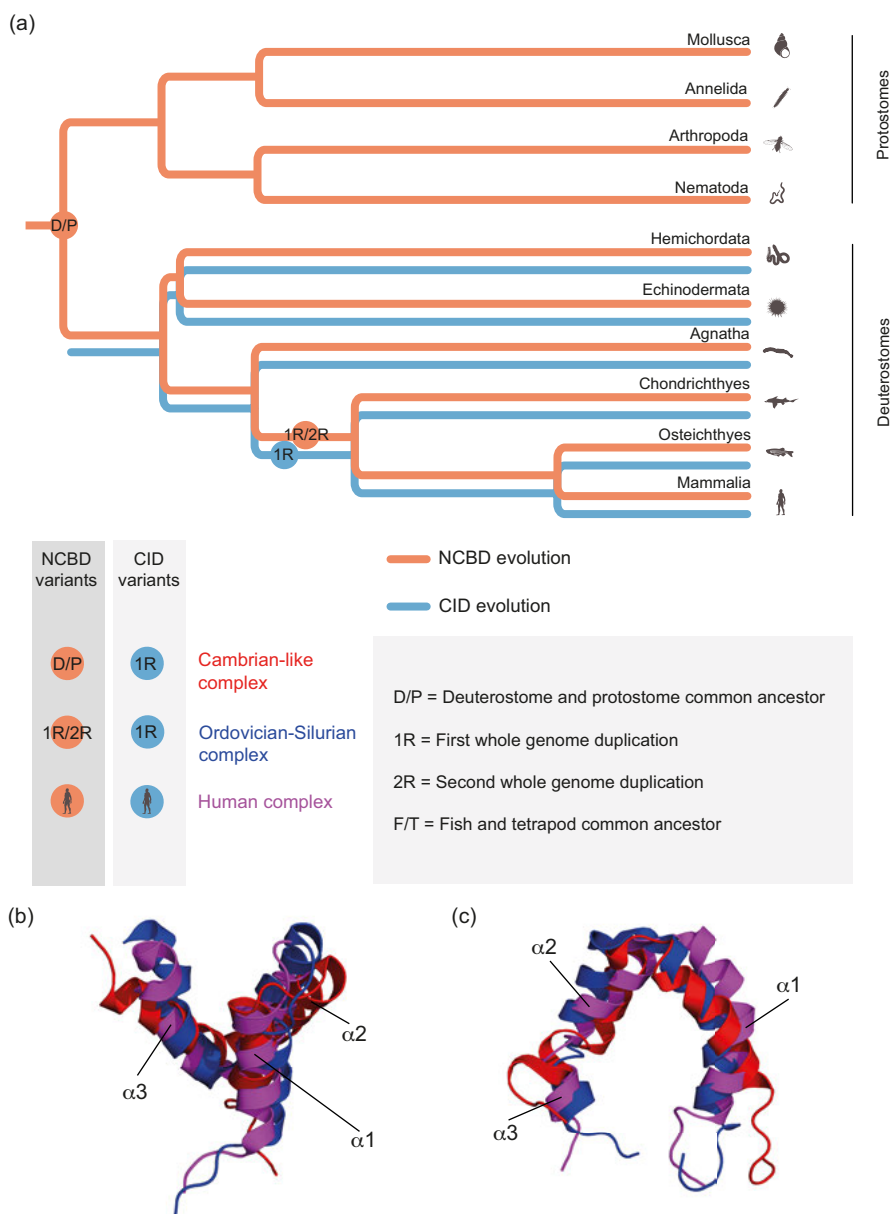 (a)
Mollusca
Annelida
Arthropoda
Nematoda
Protostomes
D/P
Hemichordata
Echinodermata
Agnatha
Chondrichthyes
1R/2R
1R
Osteichthyes
Mammalia
Deuterostomes
NCBD
variants
CID
variants
NCBD evolution
CID evolution
D/P
1R
Cambrian-like
complex
1R/2R
1R
Ordovician-Silurian
complex
Human complex
D/P = Deuterostome and protostome common ancestor
1R = First whole genome duplication
2R = Second whole genome duplication
F/T = Fish and tetrapod common ancestor
(b)
α2
α3
α1
(c)
α2
α1
α3